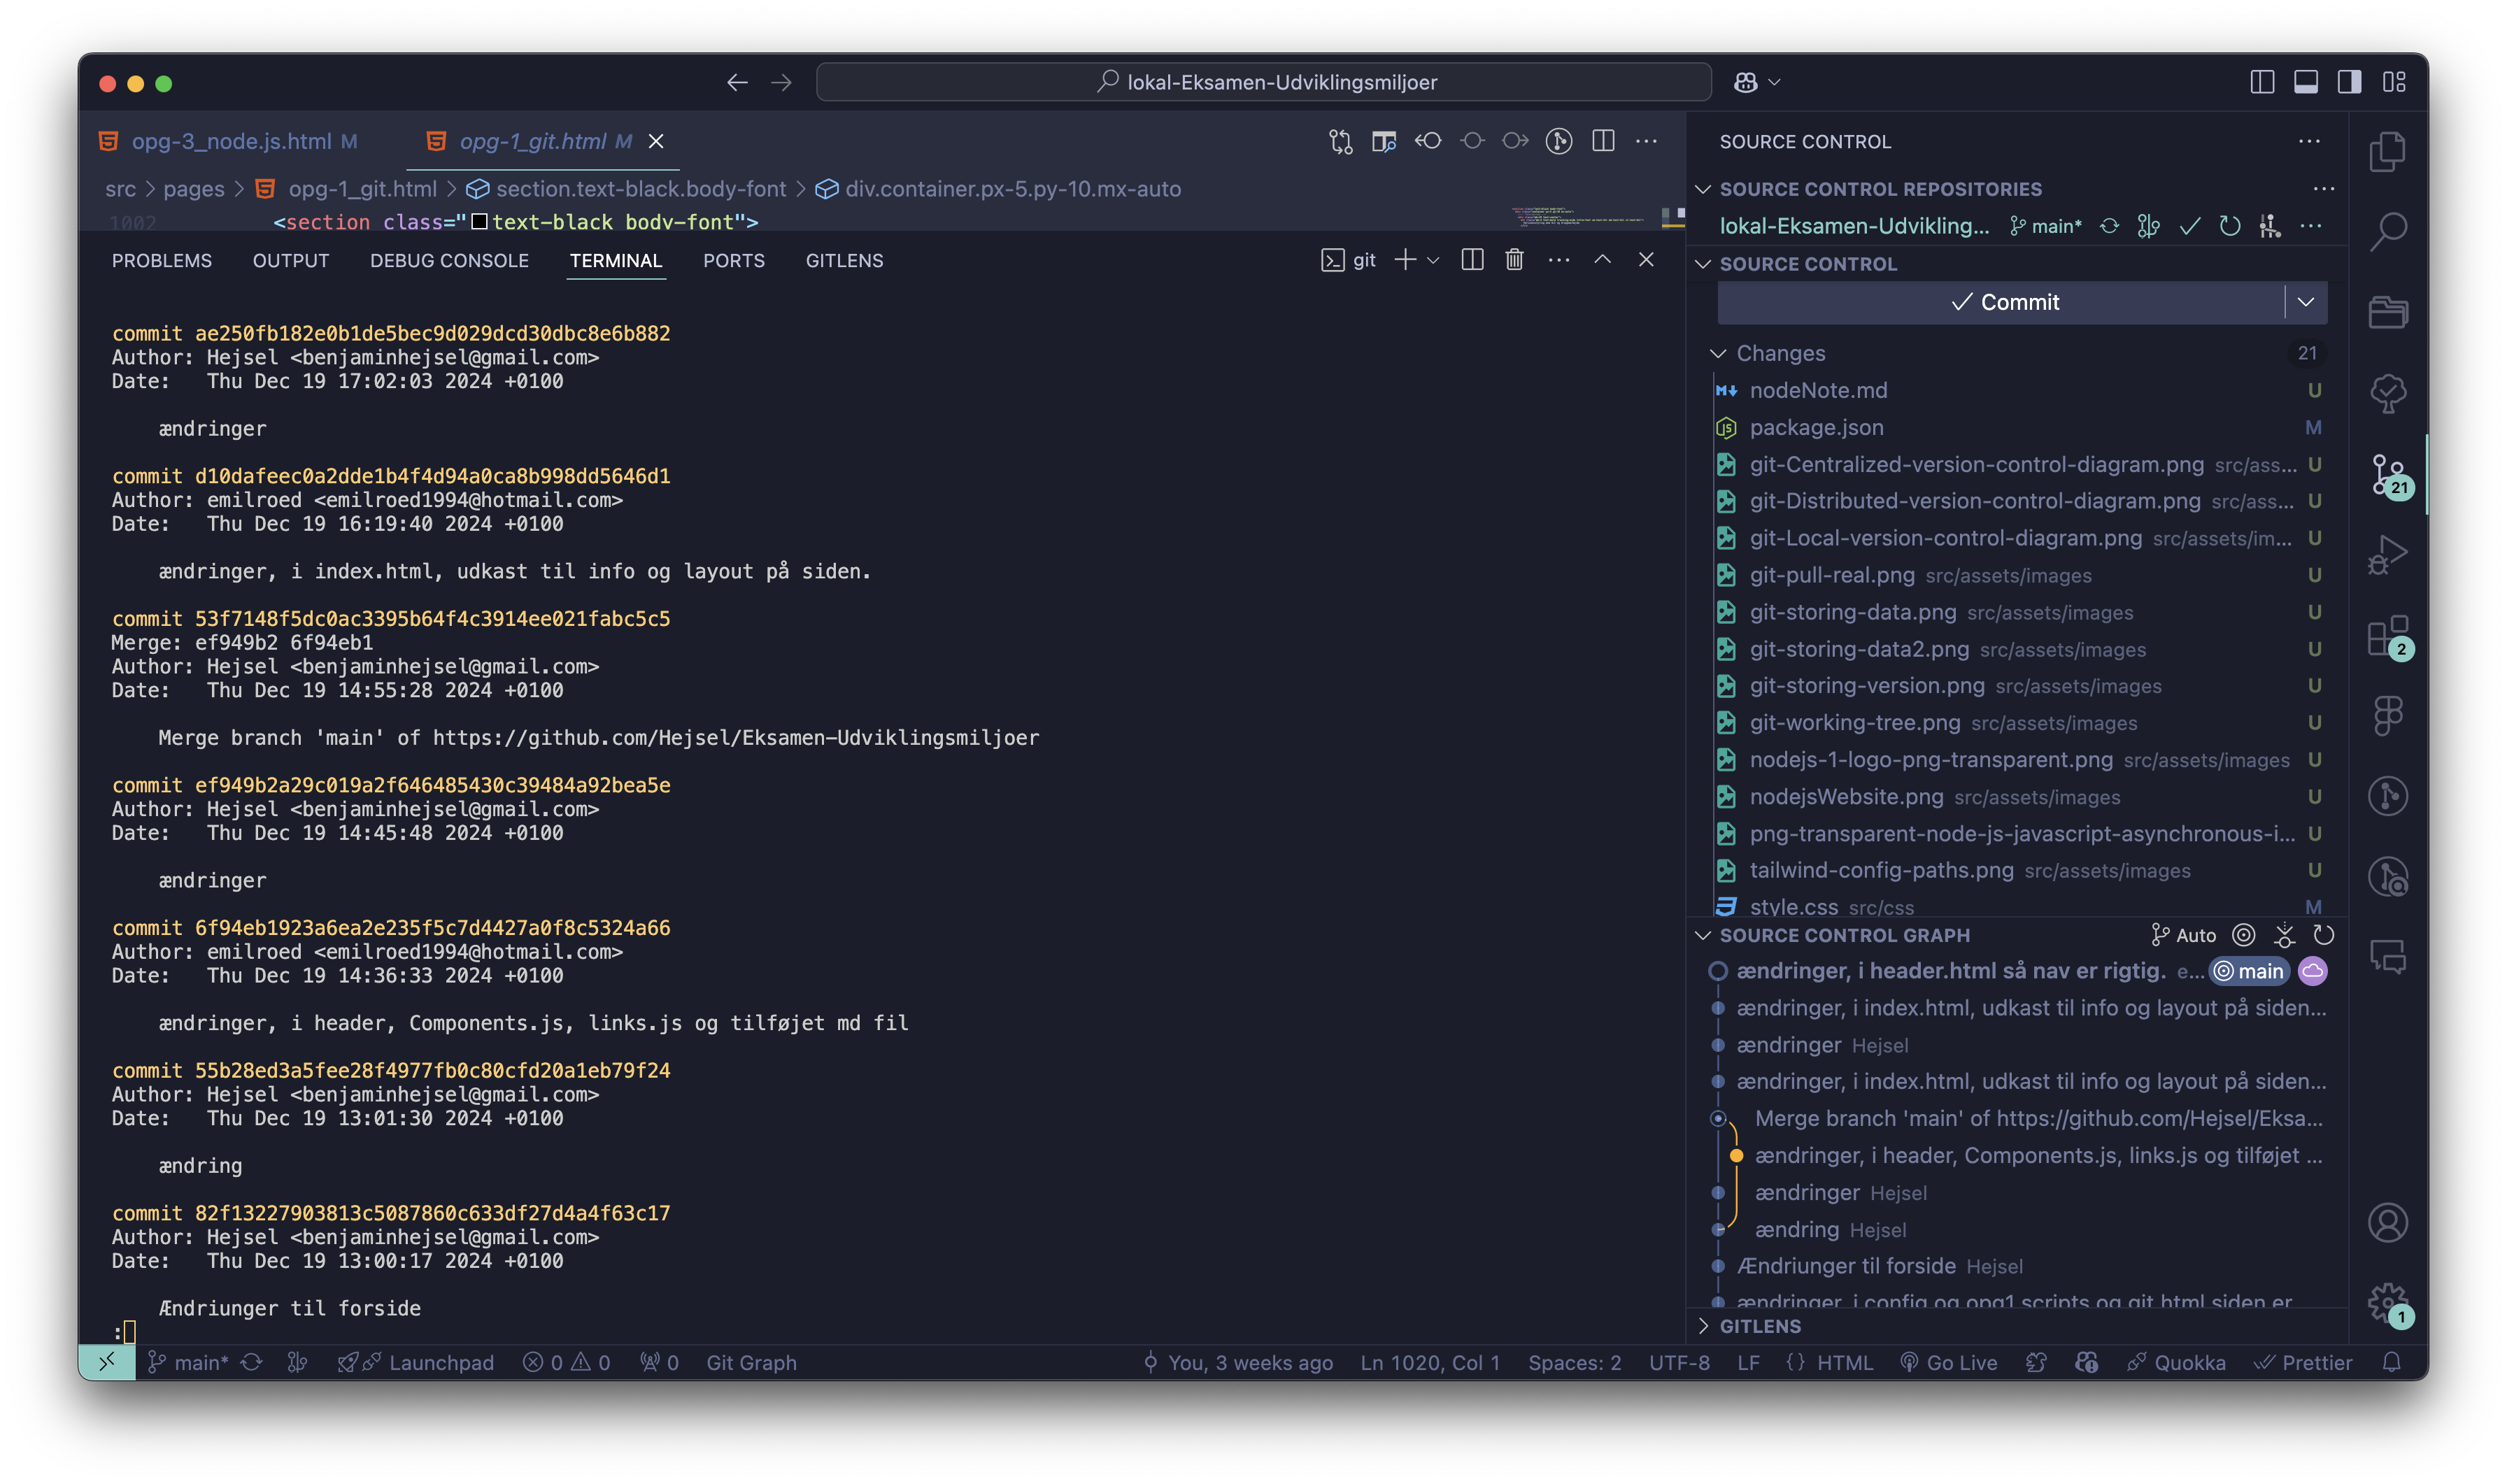 lokal-Eksamen-Udviklingsmiljoer
opg-3_node.js.html M
opg-1_git.html M
src > pages > opg-1_git.html > section.text-black.body-font > div.container.px-5.py-10.mx-auto
1002 <section class="text-black body-font">
PROBLEMS OUTPUT DEBUG CONSOLE TERMINAL PORTS GITLENS
git
commit ae250fb182e0b1de5bec9d029dcd30dbc8e6b882
Author: Hejsel <benjaminhejsel@gmail.com>
Date: Thu Dec 19 17:02:03 2024 +0100
ændringer
commit d10dafeec0a2dde1b4f4d94a0ca8b998dd5646d1
Author: emilroed <emilroed1994@hotmail.com>
Date: Thu Dec 19 16:19:40 2024 +0100
ændringer, i index.html, udkast til info og layout på siden.
commit 53f7148f5dc0ac3395b64f4c3914ee021fabc5c5
Merge: ef949b2 6f94eb1
Author: Hejsel <benjaminhejsel@gmail.com>
Date: Thu Dec 19 14:55:28 2024 +0100
Merge branch 'main' of https://github.com/Hejsel/Eksamen-Udviklingsmiljoer
commit ef949b2a29c019a2f646485430c39484a92bea5e
Author: Hejsel <benjaminhejsel@gmail.com>
Date: Thu Dec 19 14:45:48 2024 +0100
ændringer
commit 6f94eb1923a6ea2e235f5c7d4427a0f8c5324a66
Author: emilroed <emilroed1994@hotmail.com>
Date: Thu Dec 19 14:36:33 2024 +0100
ændringer, i header, Components.js, links.js og tilføjet md fil
commit 55b28ed3a5fee28f4977fb0c80cfd20a1eb79f24
Author: Hejsel <benjaminhejsel@gmail.com>
Date: Thu Dec 19 13:01:30 2024 +0100
ændring
commit 82f13227903813c5087860c633df27d4a4f63c17
Author: Hejsel <benjaminhejsel@gmail.com>
Date: Thu Dec 19 13:00:17 2024 +0100
Ændriunger til forside
:
SOURCE CONTROL
SOURCE CONTROL REPOSITORIES
lokal-Eksamen-Udvikling... main*
SOURCE CONTROL
Commit
Changes 21
nodeNote.md U
package.json M
git-Centralized-version-control-diagram.png src/ass... U
git-Distributed-version-control-diagram.png src/ass... U
git-Local-version-control-diagram.png src/assets/im... U
git-pull-real.png src/assets/images U
git-storing-data.png src/assets/images U
git-storing-data2.png src/assets/images U
git-storing-version.png src/assets/images U
git-working-tree.png src/assets/images U
nodejs-1-logo-png-transparent.png src/assets/images U
nodejsWebsite.png src/assets/images U
png-transparent-node-js-javascript-asynchronous-i... U
tailwind-config-paths.png src/assets/images U
style.css src/css M
SOURCE CONTROL GRAPH Auto
ændringer, i header.html så nav er rigtig. e... main
ændringer, i index.html, udkast til info og layout på siden...
ændringer Hejsel
ændringer, i index.html, udkast til info og layout på siden...
Merge branch 'main' of https://github.com/Hejsel/Eksa...
ændringer, i header, Components.js, links.js og tilføjet ...
ændringer Hejsel
ændring Hejsel
Ændriunger til forside Hejsel
ændringer, i config og opg1 scripts og git html siden er
GITLENS
21
2
1
main* Launchpad 0 0 0 Git Graph You, 3 weeks ago Ln 1020, Col 1 Spaces: 2 UTF-8 LF {} HTML Go Live Quokka Prettier